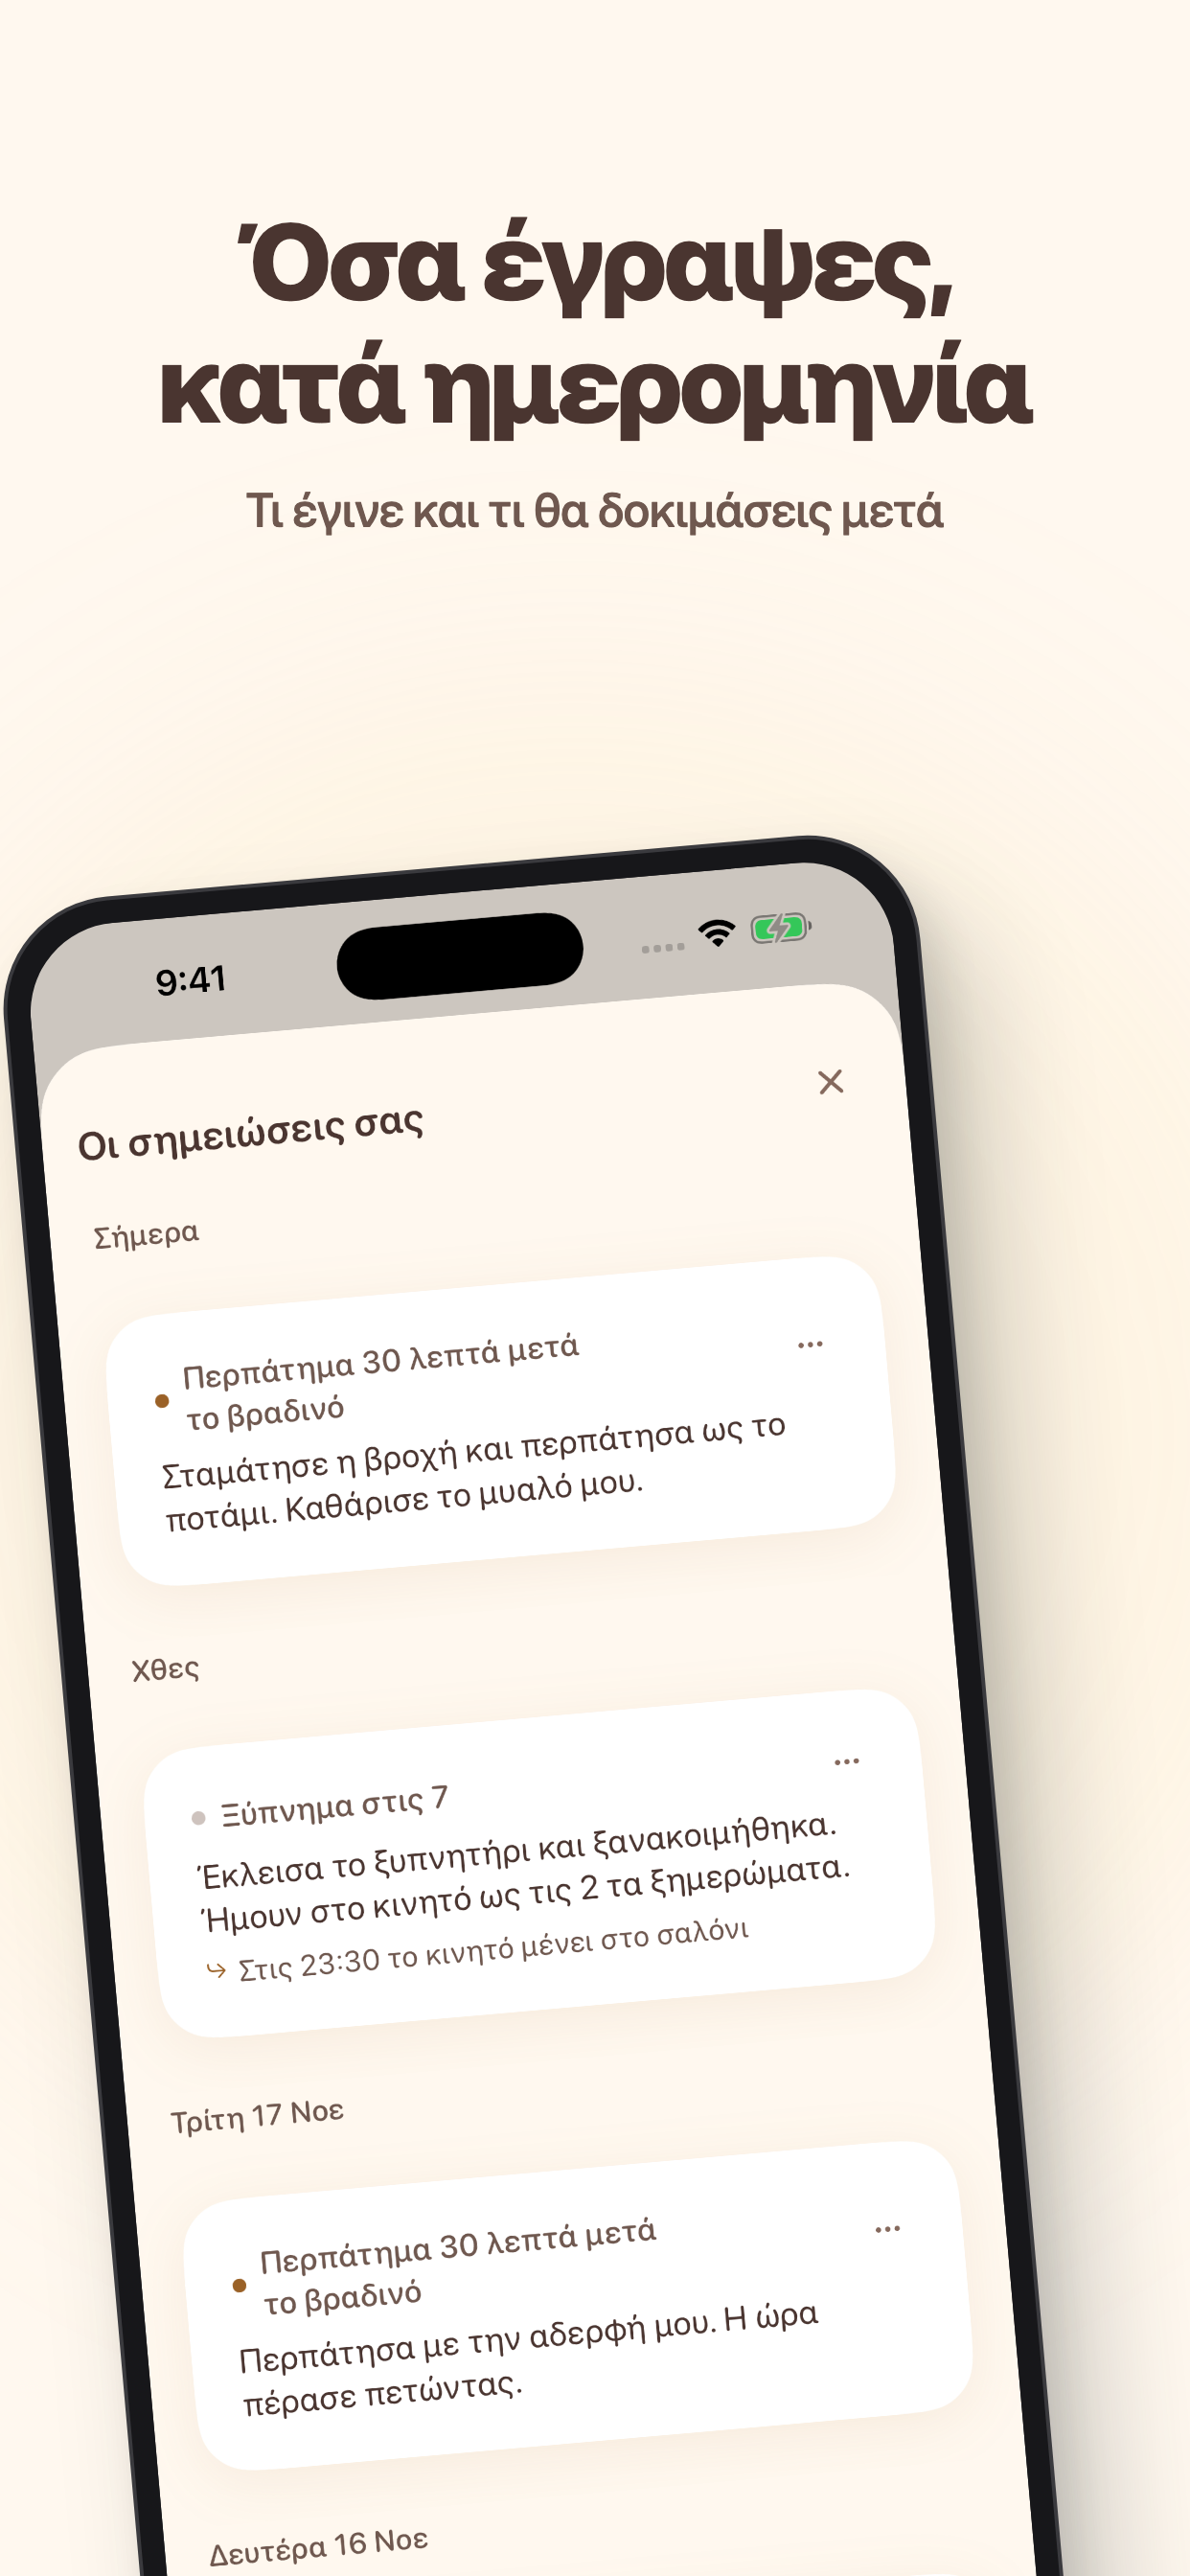 Όσα έγραψες,
κατά ημερομηνία
Τι έγινε και τι θα δοκιμάσεις μετά
9:41
Οι σημειώσεις σας
Σήμερα
Περπάτημα 30 λεπτά μετά
το βραδινό
Σταμάτησε η βροχή και περπάτησα ως το
ποτάμι. Καθάρισε το μυαλό μου.
Χθες
Ξύπνημα στις 7
Έκλεισα το ξυπνητήρι και ξανακοιμήθηκα.
Ήμουν στο κινητό ως τις 2 τα ξημερώματα.
Στις 23:30 το κινητό μένει στο σαλόνι
Τρίτη 17 Νοε
Περπάτημα 30 λεπτά μετά
το βραδινό
Περπάτησα με την αδερφή μου. Η ώρα
πέρασε πετώντας.
Δευτέρα 16 Νοε